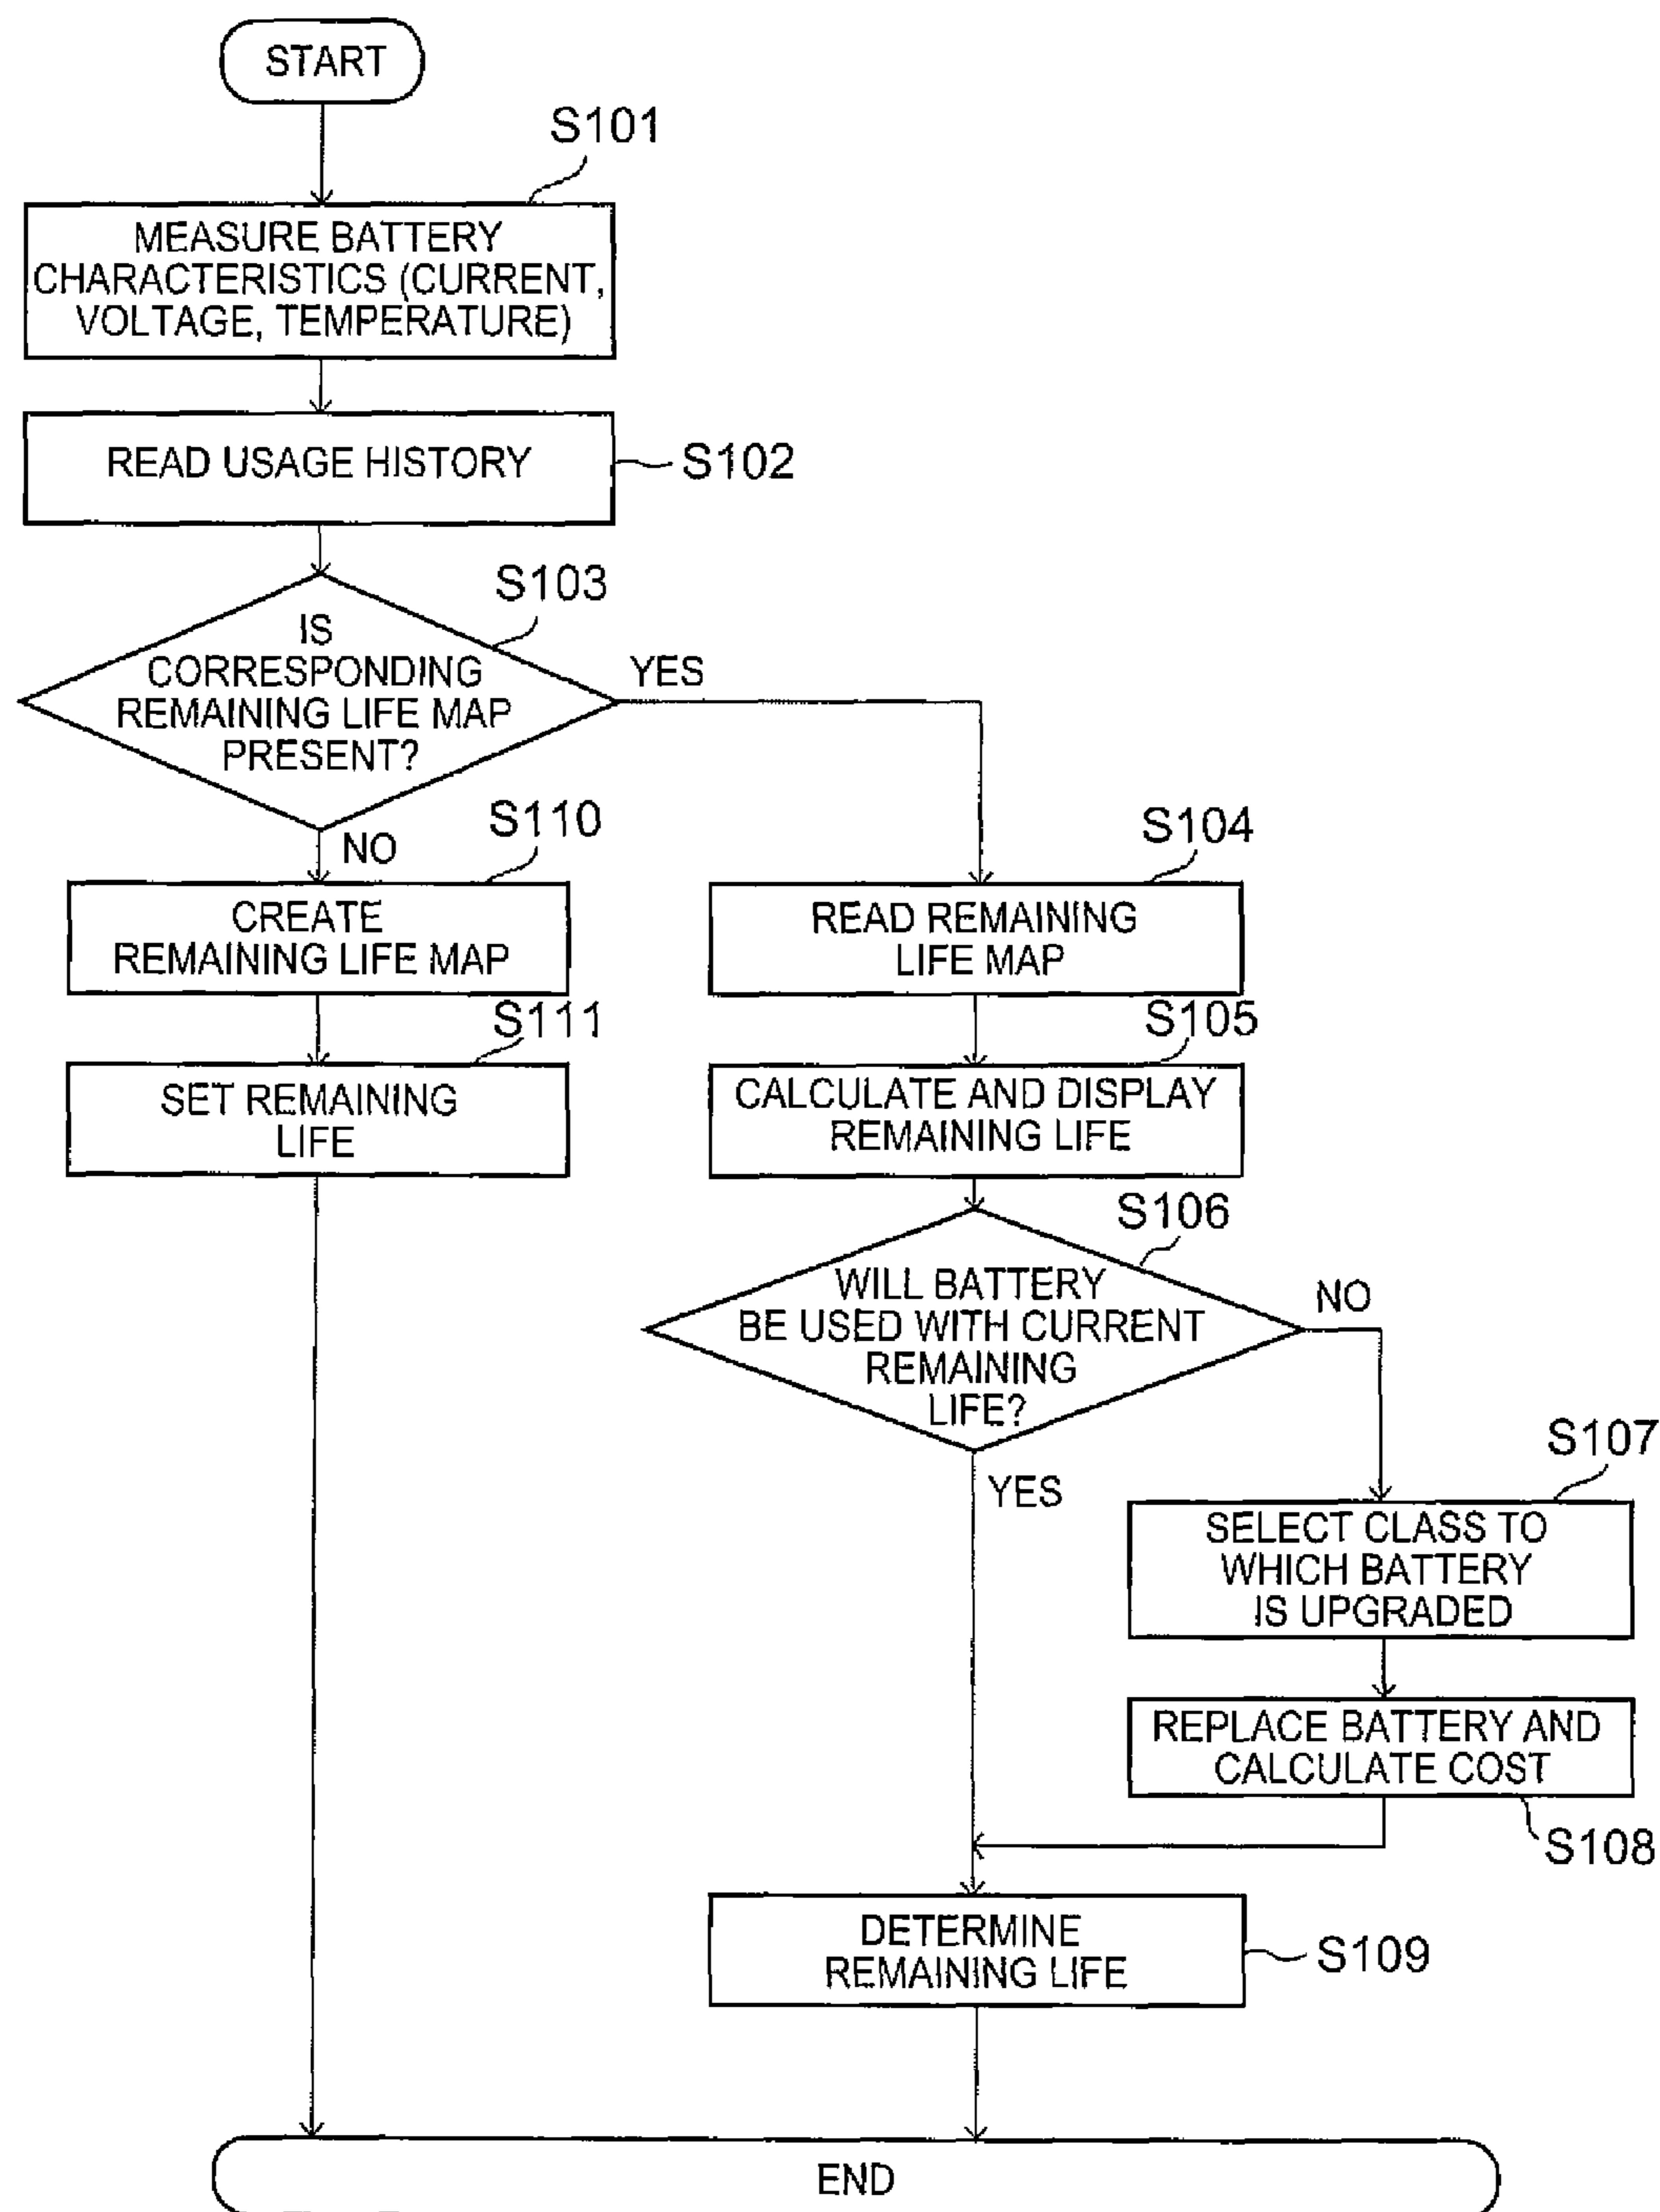 START
S101
MEASURE BATTERY
CHARACTERISTICS (CURRENT,
VOLTAGE, TEMPERATURE)
READ USAGE HISTORY
S102
S103
IS
CORRESPONDING
REMAINING LIFE MAP
PRESENT?
YES
NO
S110
CREATE
REMAINING LIFE MAP
S111
SET REMAINING
LIFE
S104
READ REMAINING
LIFE MAP
S105
CALCULATE AND DISPLAY
REMAINING LIFE
S106
WILL BATTERY
BE USED WITH CURRENT
REMAINING
LIFE?
NO
YES
S107
SELECT CLASS TO
WHICH BATTERY
IS UPGRADED
REPLACE BATTERY AND
CALCULATE COST
S108
DETERMINE
REMAINING LIFE
S109
END